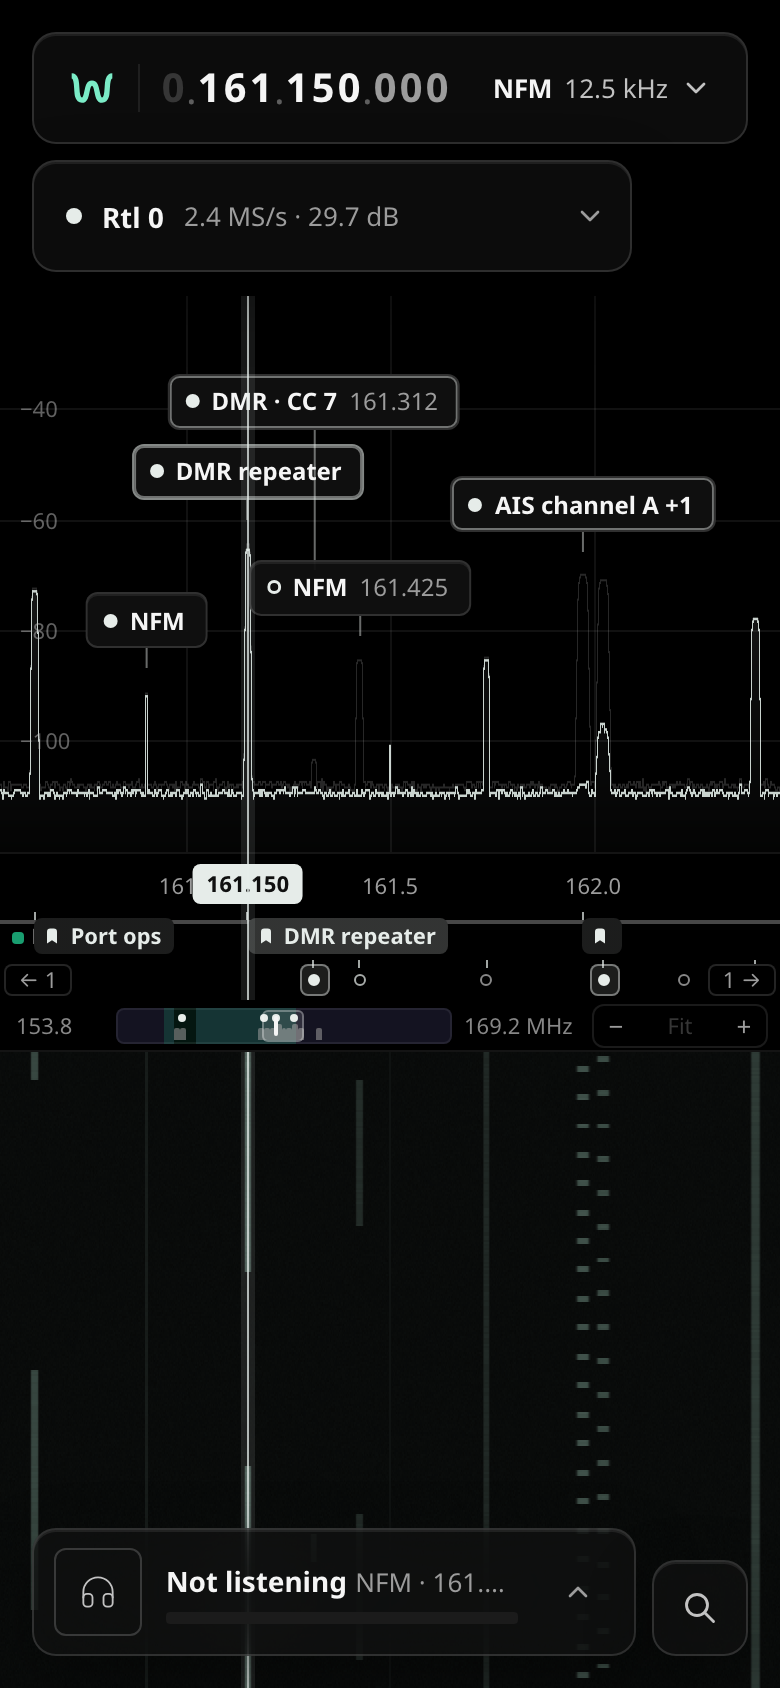 0.161.150.000 NFM 12.5 kHz
Rtl 0 2.4 MS/s · 29.7 dB
DMR · CC 7 161.312
−40
DMR repeater
AIS channel A +1
−60
NFM 161.425
NFM
−80
−100
161.150 161.5 162.0
Port ops DMR repeater
← 1 1 →
153.8 169.2 MHz − Fit +
Not listening NFM · 161....